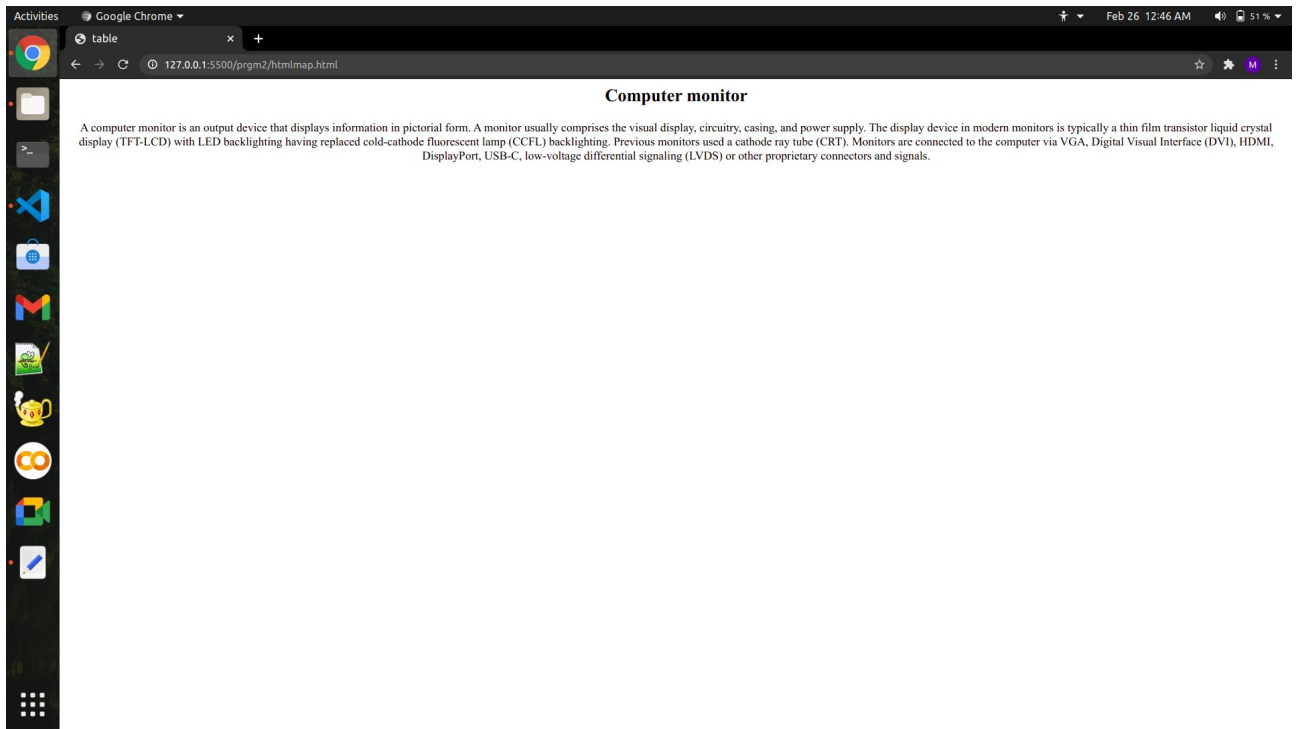 Activities Google Chrome Feb 26 12:46 AM 51 %
table
127.0.0.1:5500/prgm2/htmlmap.html M
Computer monitor
A computer monitor is an output device that displays information in pictorial form. A monitor usually comprises the visual display, circuitry, casing, and power supply. The display device in modern monitors is typically a thin film transistor liquid crystal
display (TFT-LCD) with LED backlighting having replaced cold-cathode fluorescent lamp (CCFL) backlighting. Previous monitors used a cathode ray tube (CRT). Monitors are connected to the computer via VGA, Digital Visual Interface (DVI), HDMI,
DisplayPort, USB-C, low-voltage differential signaling (LVDS) or other proprietary connectors and signals.